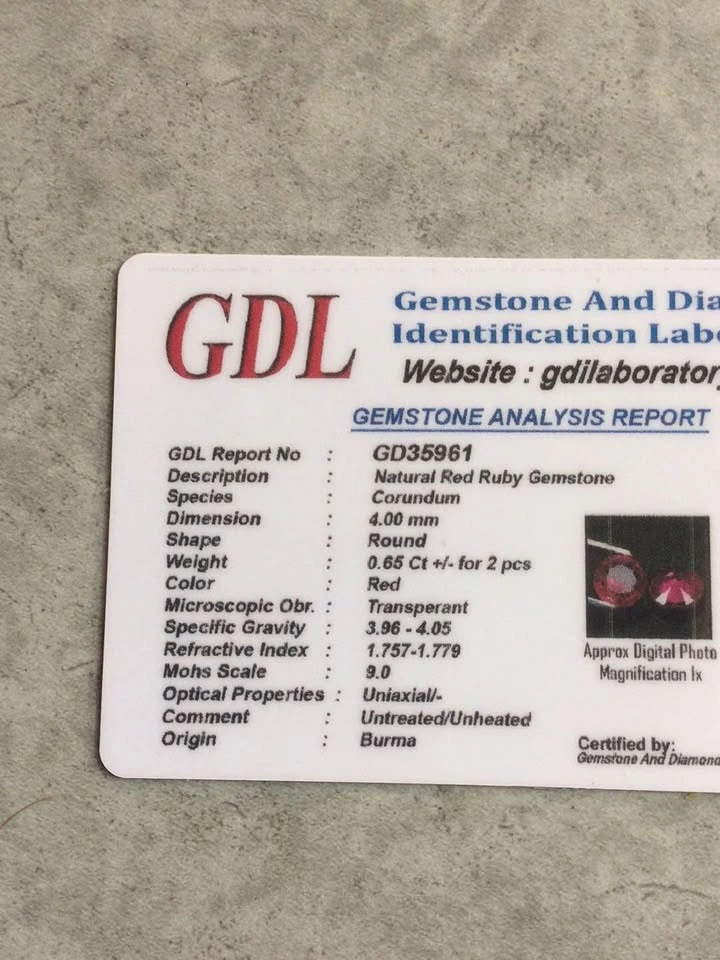 GDL
Gemstone And Dia
Identification Lab
Website : gdilaborator
GEMSTONE ANALYSIS REPORT
GDL Report No : GD35961
Description : Natural Red Ruby Gemstone
Species : Corundum
Dimension : 4.00 mm
Shape : Round
Weight : 0.65 Ct +/- for 2 pcs
Color : Red
Microscopic Obr. : Transperant
Specific Gravity : 3.96 - 4.05
Refractive Index : 1.757-1.779
Mohs Scale : 9.0
Optical Properties : Uniaxial/-
Comment : Untreated/Unheated
Origin : Burma
Approx Digital Photo
Magnification Ix
Certified by:
Gemstone And Diamond